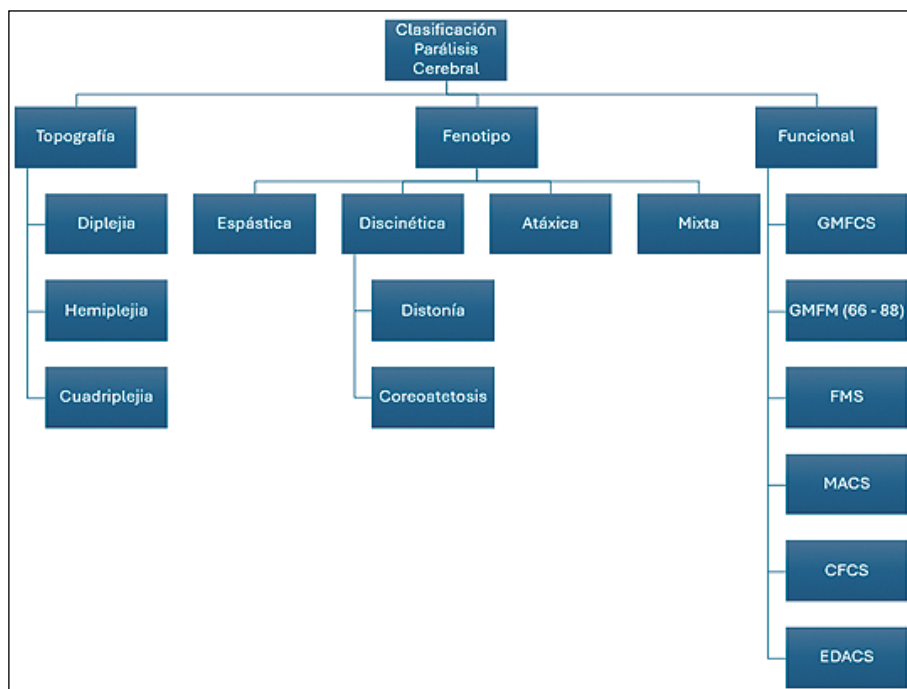 Clasificación
Parálisis
Cerebral
Topografía
Fenotipo
Funcional
Diplejia
Hemiplejia
Cuadriplejia
Espástica
Discinética
Atáxica
Mixta
Distonía
Coreoatetosis
GMFCS
GMFM (66 - 88)
FMS
MACS
CFCS
EDACS